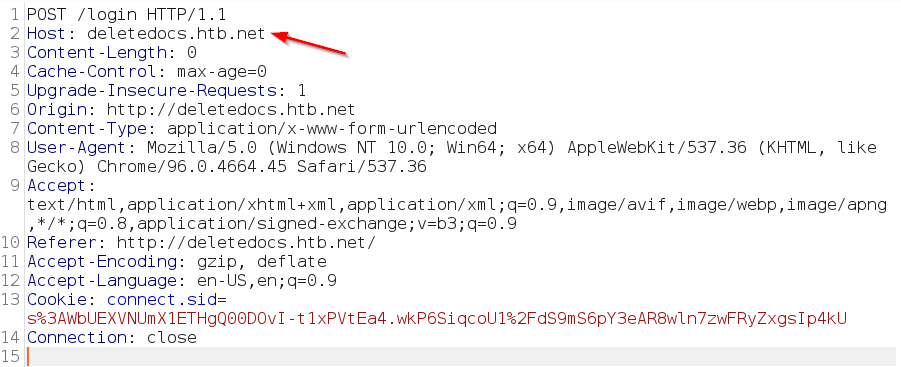 1 POST /login HTTP/1.1
2 Host: deletedocs.htb.net
3 Content-Length: 0
4 Cache-Control: max-age=0
5 Upgrade-Insecure-Requests: 1
6 Origin: http://deletedocs.htb.net
7 Content-Type: application/x-www-form-urlencoded
8 User-Agent: Mozilla/5.0 (Windows NT 10.0; Win64; x64) AppleWebKit/537.36 (KHTML, like
Gecko) Chrome/96.0.4664.45 Safari/537.36
9 Accept:
text/html,application/xhtml+xml,application/xml;q=0.9,image/avif,image/webp,image/apng
,*/*;q=0.8,application/signed-exchange;v=b3;q=0.9
10 Referer: http://deletedocs.htb.net/
11 Accept-Encoding: gzip, deflate
12 Accept-Language: en-US,en;q=0.9
13 Cookie: connect.sid=
s%3AWbUEXVNUmX1ETHgQ00DOvI-t1xPVtEa4.wkP6SiqcoU1%2FdS9mS6pY3eAR8wln7zwFRyZxgsIp4kU
14 Connection: close
15